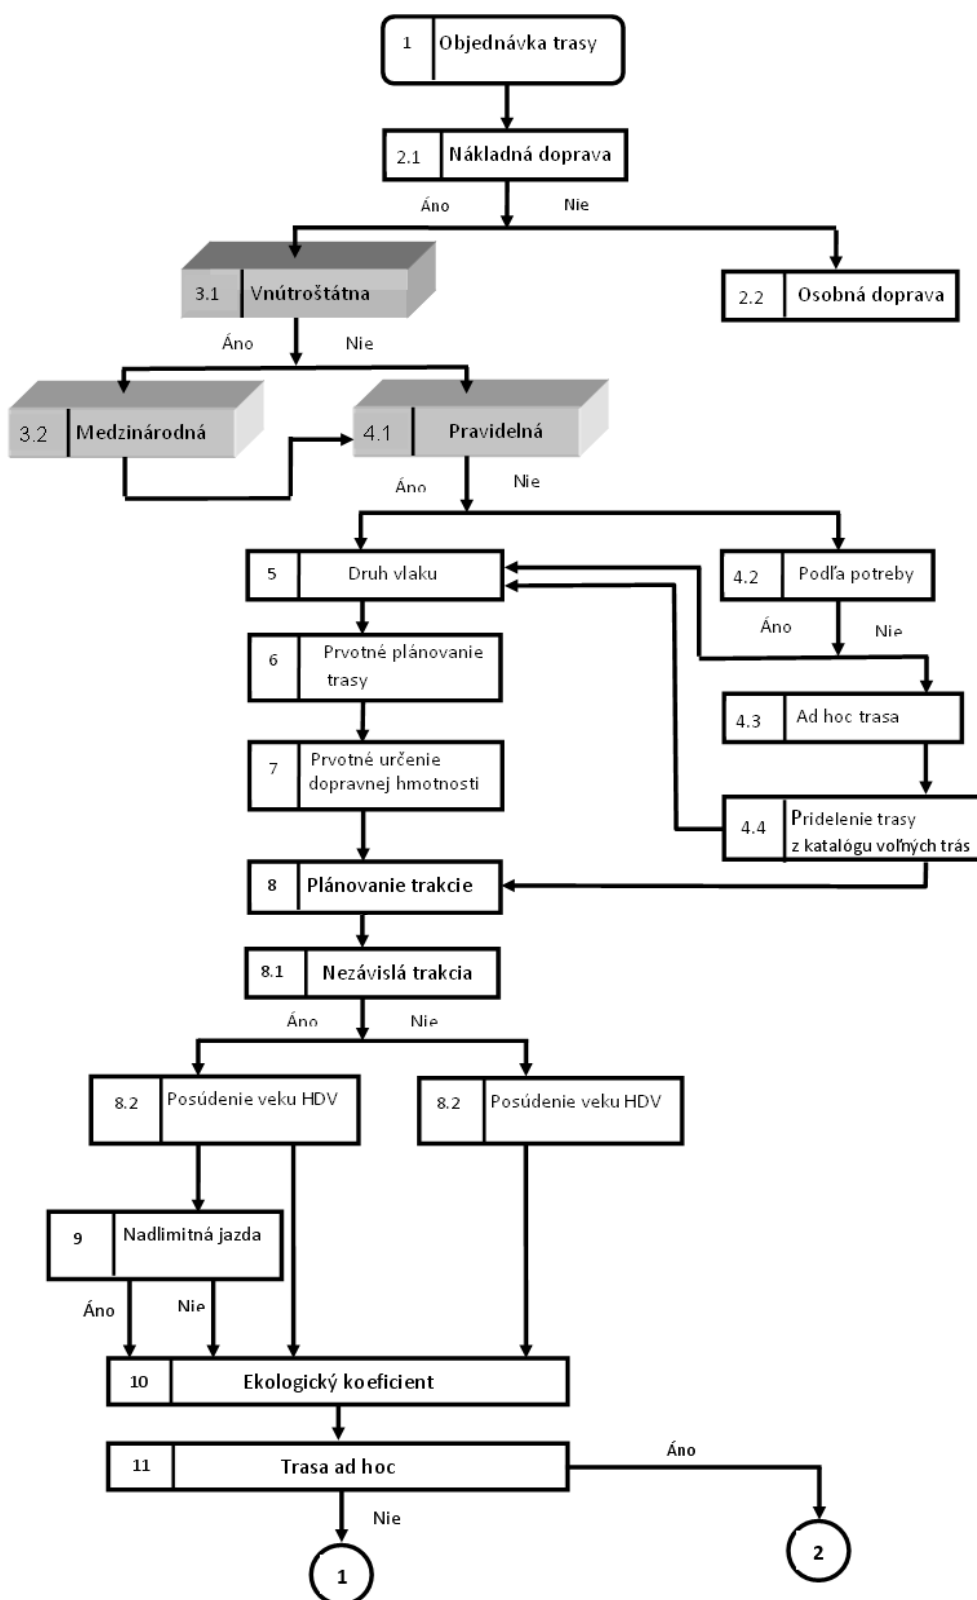 1 Objednávka trasy
2.1 Nákladná doprava
Áno Nie
3.1 Vnútroštátna
2.2 Osobná doprava
Áno Nie
3.2 Medzinárodná
4.1 Pravidelná
Áno Nie
5 Druh vlaku
4.2 Podľa potreby
Áno Nie
6 Prvotné plánovanie
trasy
4.3 Ad hoc trasa
7 Prvotné určenie
dopravnej hmotnosti
4.4 Pridelenie trasy
z katalógu voľných trás
8 Plánovanie trakcie
8.1 Nezávislá trakcia
Áno Nie
8.2 Posúdenie veku HDV
8.2 Posúdenie veku HDV
9 Nadlimitná jazda
Áno Nie
10 Ekologický koeficient
11 Trasa ad hoc
Áno
Nie
1
2